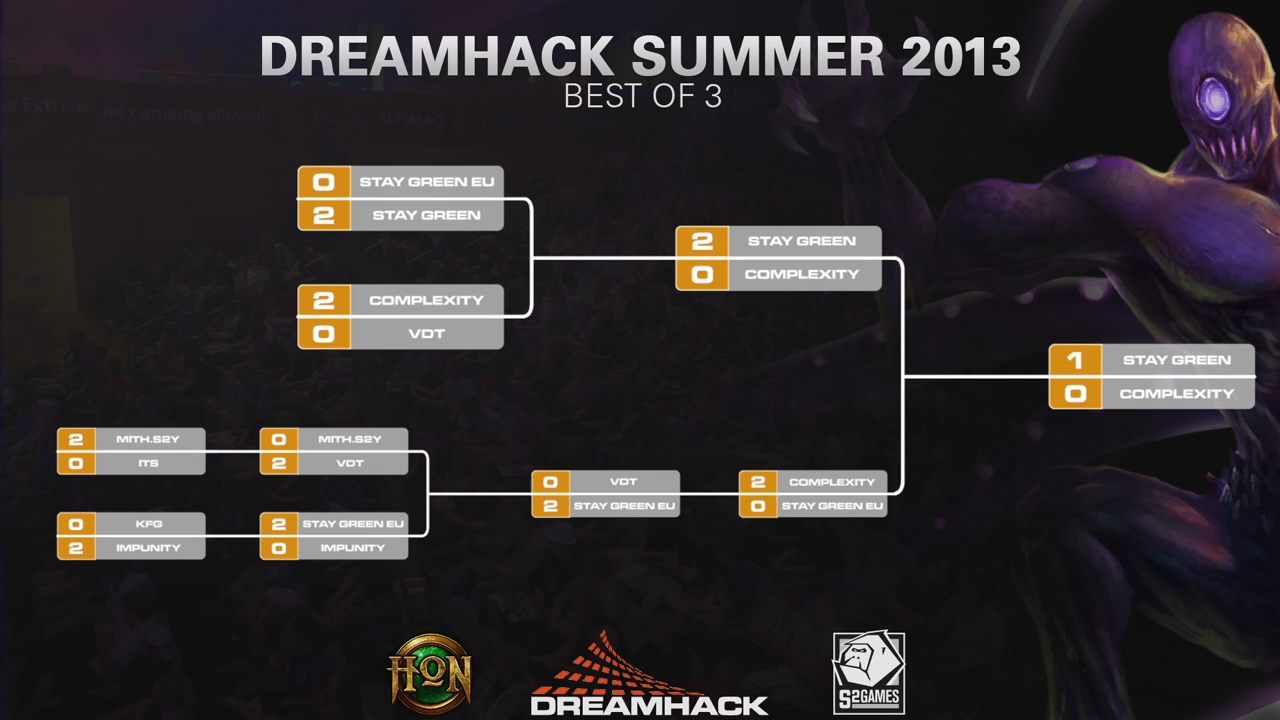 DREAMHACK SUMMER 2013
BEST OF 3
no camping allowed!
0 STAY GREEN EU
2 STAY GREEN
2 COMPLEXITY
0 VDT
2 STAY GREEN
0 COMPLEXITY
1 STAY GREEN
0 COMPLEXITY
2 MITH.S2Y
0 ITS
0 MITH.S2Y
2 VDT
0 KFG
2 IMPUNITY
2 STAY GREEN EU
0 IMPUNITY
0 VDT
2 STAY GREEN EU
2 COMPLEXITY
0 STAY GREEN EU
HON
DREAMHACK
S2GAMES